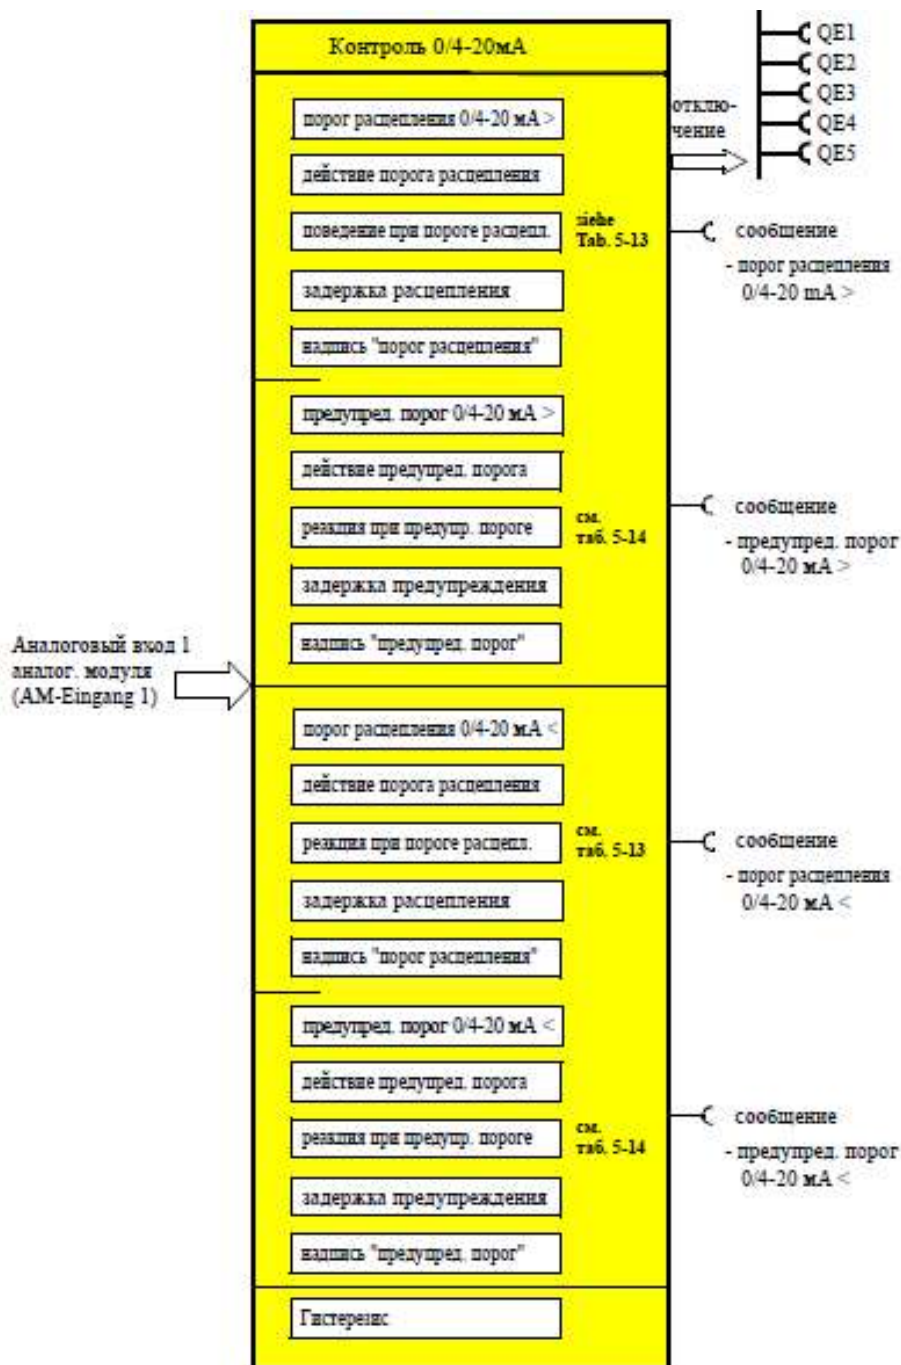 Контроль 0/4-20мА
QE1
QE2
QE3
QE4
QE5
отклю-
чение
порог расцепления 0/4-20 мА >
действие порога расцепления
поведение при пороге расцепл.
siehe
Tab. 5-13
задержка расцепления
надпись "порог расцепления"
сообщение
- порог расцепления
0/4-20 mA >
предупред. порог 0/4-20 мА >
действие предупред. порога
реакция при предупр. пороге
см.
таб. 5-14
задержка предупреждения
надпись "предупред. порог"
сообщение
- предупред. порог
0/4-20 мА >
Аналоговый вход 1
аналог. модуля
(AM-Eingang 1)
порог расцепления 0/4-20 мА <
действие порога расцепления
реакция при пороге расцепл.
см.
таб. 5-13
задержка расцепления
надпись "порог расцепления"
сообщение
- порог расцепления
0/4-20 мА <
предупред. порог 0/4-20 мА <
действие предупред. порога
реакция при предупр. пороге
см.
таб. 5-14
задержка предупреждения
надпись "предупред. порог"
сообщение
- предупред. порог
0/4-20 мА <
Гистерезис